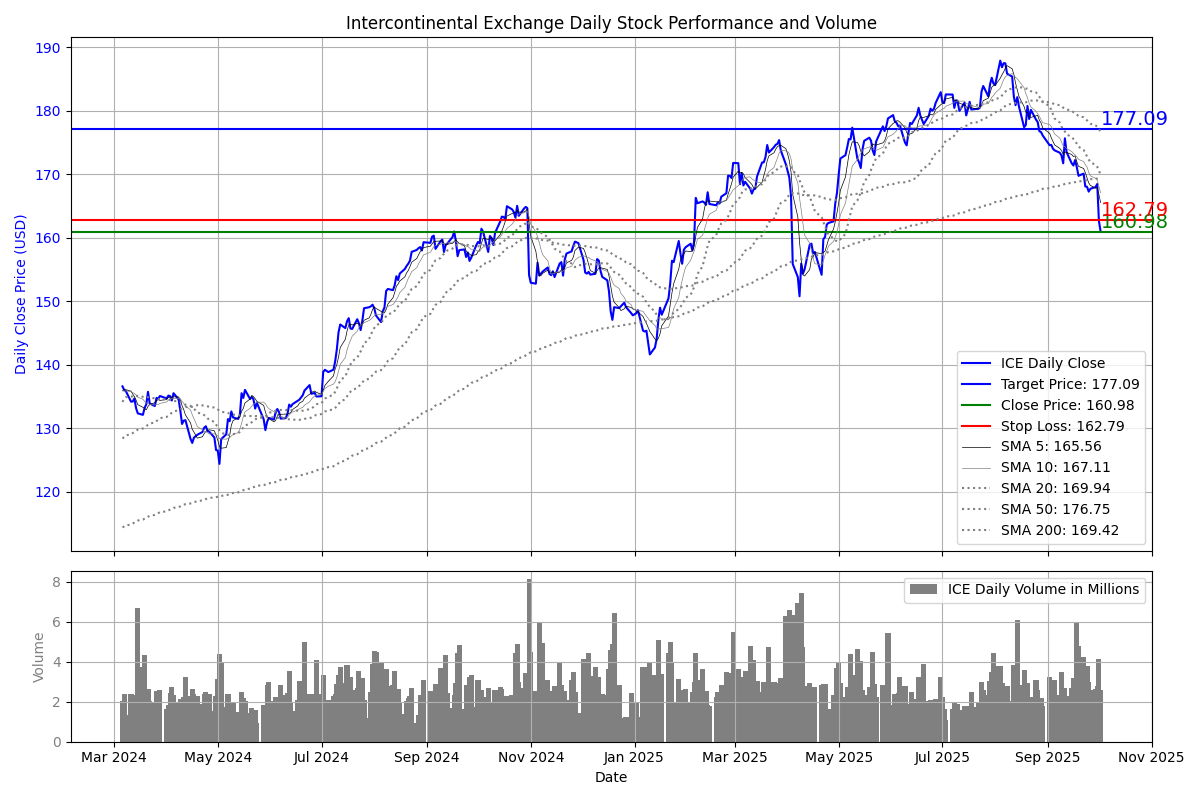 Intercontinental Exchange Daily Stock Performance and Volume
190
180
170
160
150
140
130
120
Daily Close Price (USD)
177.09
162.79
160.98
ICE Daily Close
Target Price: 177.09
Close Price: 160.98
Stop Loss: 162.79
SMA 5: 165.56
SMA 10: 167.11
SMA 20: 169.94
SMA 50: 176.75
SMA 200: 169.42
8
6
4
2
0
Volume
ICE Daily Volume in Millions
Mar 2024 May 2024 Jul 2024 Sep 2024 Nov 2024 Jan 2025 Mar 2025 May 2025 Jul 2025 Sep 2025 Nov 2025
Date